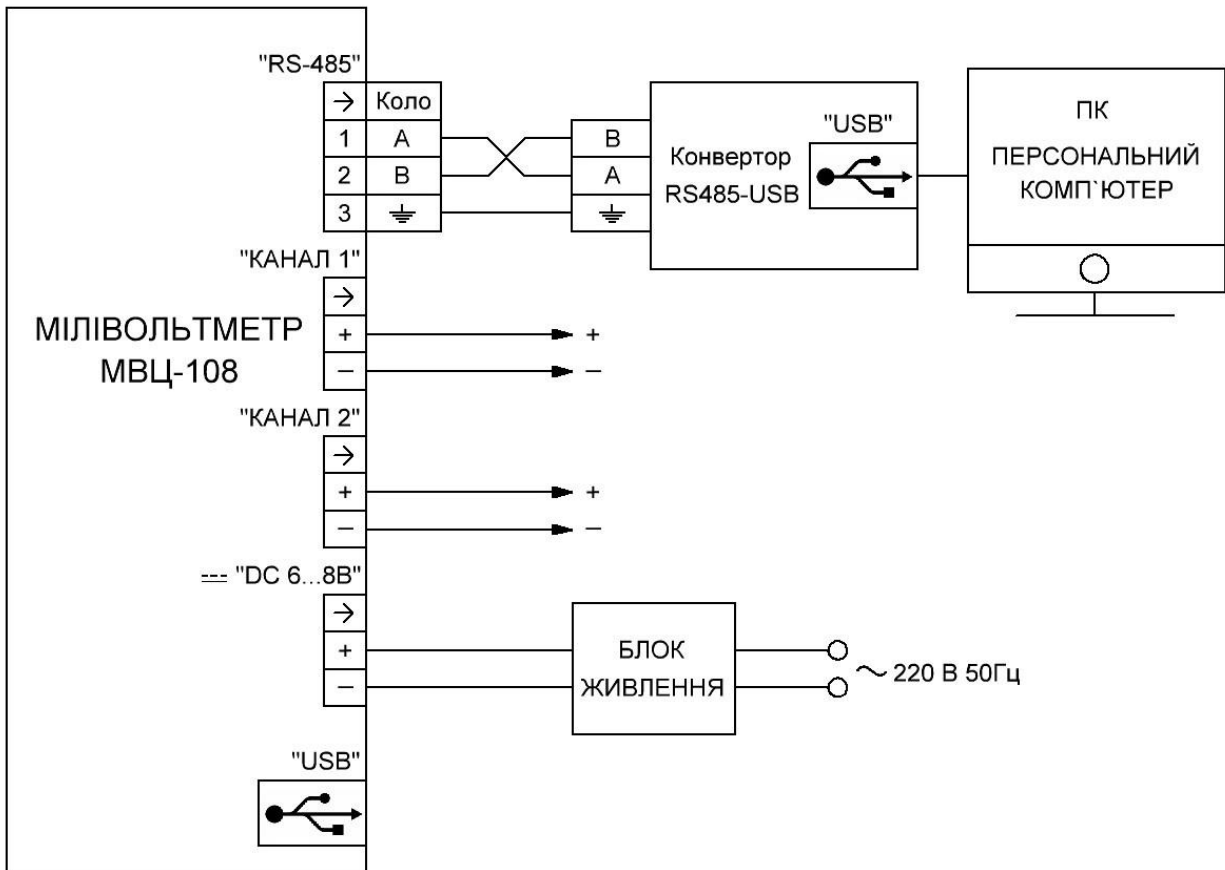 "RS-485"
→ Коло
1 A B
2 B A
3
Конвертор
RS485-USB
"USB"
ПК
ПЕРСОНАЛЬНИЙ
КОМП`ЮТЕР
МІЛІВОЛЬТМЕТР
МВЦ-108
"КАНАЛ 1"
→
+ +
– –
"КАНАЛ 2"
→
+ +
– –
"DC 6...8В"
→
+
–
БЛОК
ЖИВЛЕННЯ
~ 220 В 50Гц
"USB"